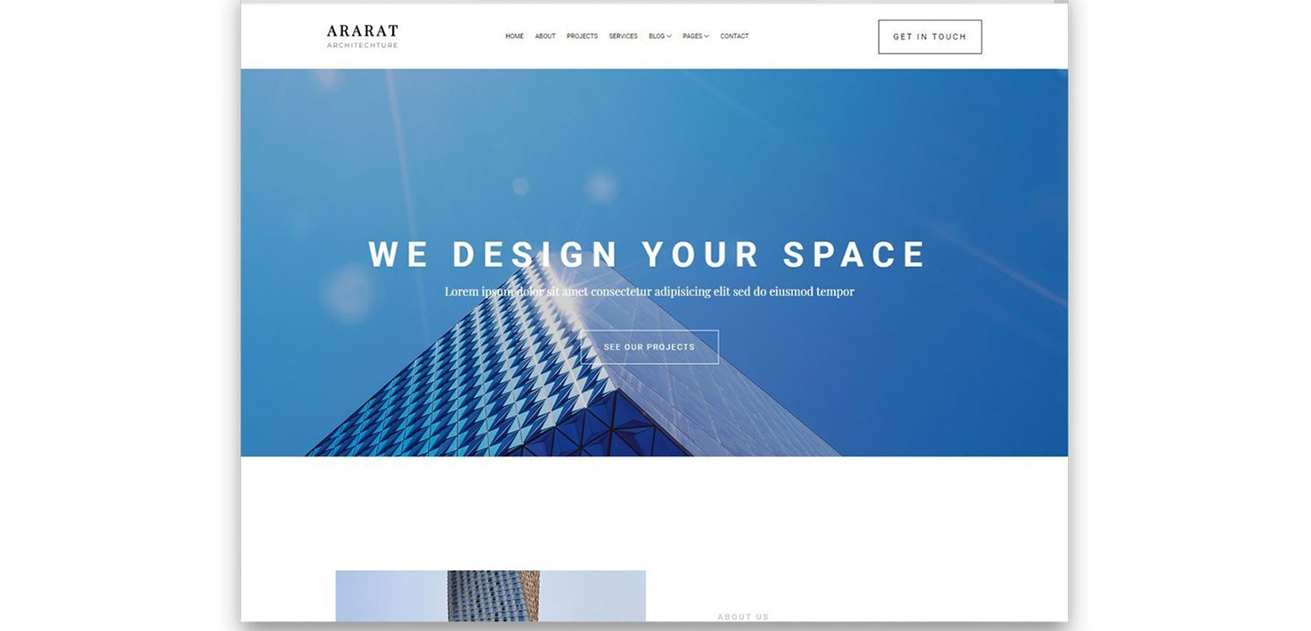 ARARAT
ARCHITECHTURE
HOME ABOUT PROJECTS SERVICES BLOG PAGES CONTACT
GET IN TOUCH
WE DESIGN YOUR SPACE
Lorem ipsum dolor sit amet consectetur adipisicing elit sed do eiusmod tempor
SEE OUR PROJECTS
ABOUT US